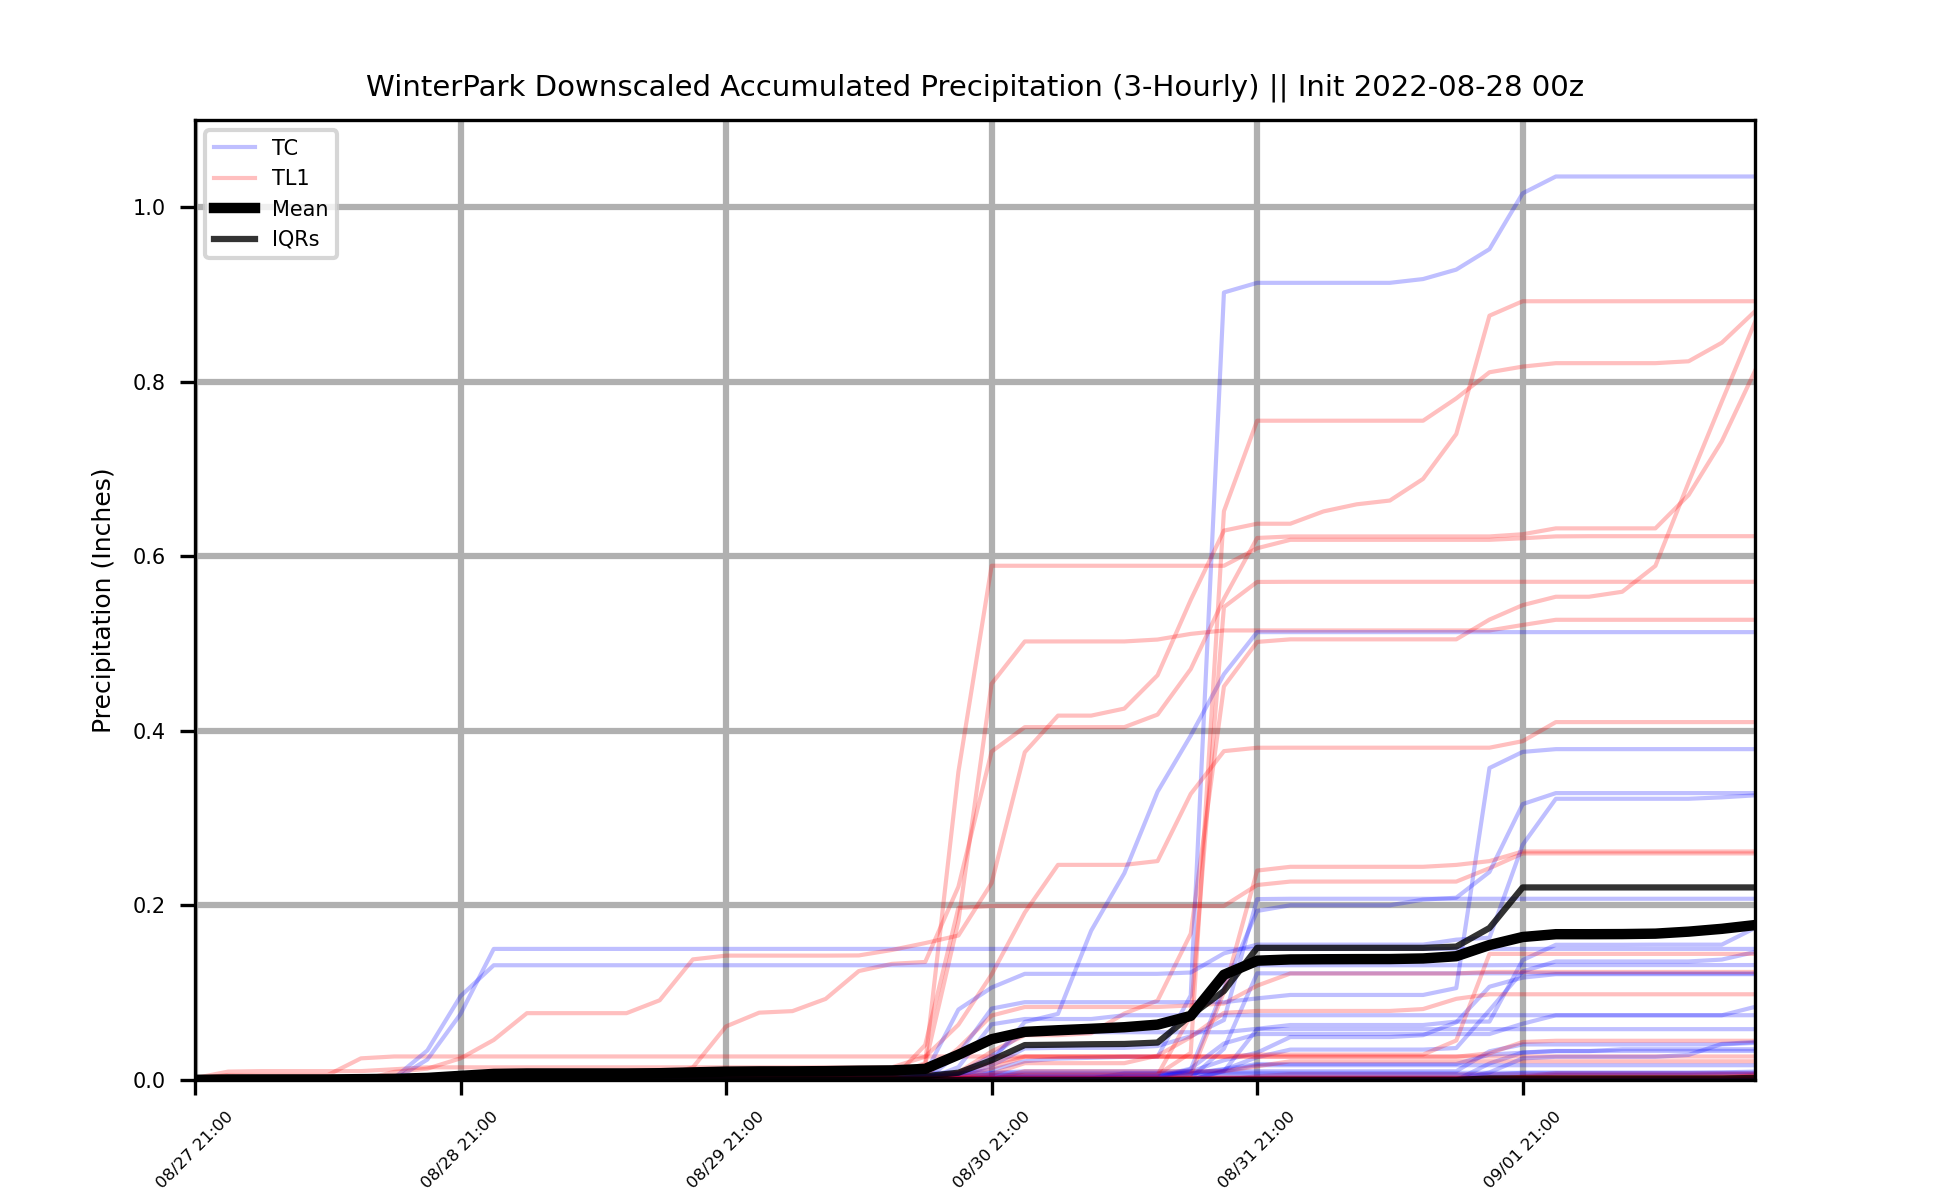 WinterPark Downscaled Accumulated Precipitation (3-Hourly) || Init 2022-08-28 00z
TC
TL1
Mean
IQRs
Precipitation (Inches)
1.0
0.8
0.6
0.4
0.2
0.0
08/27 21:00
08/28 21:00
08/29 21:00
08/30 21:00
08/31 21:00
09/01 21:00